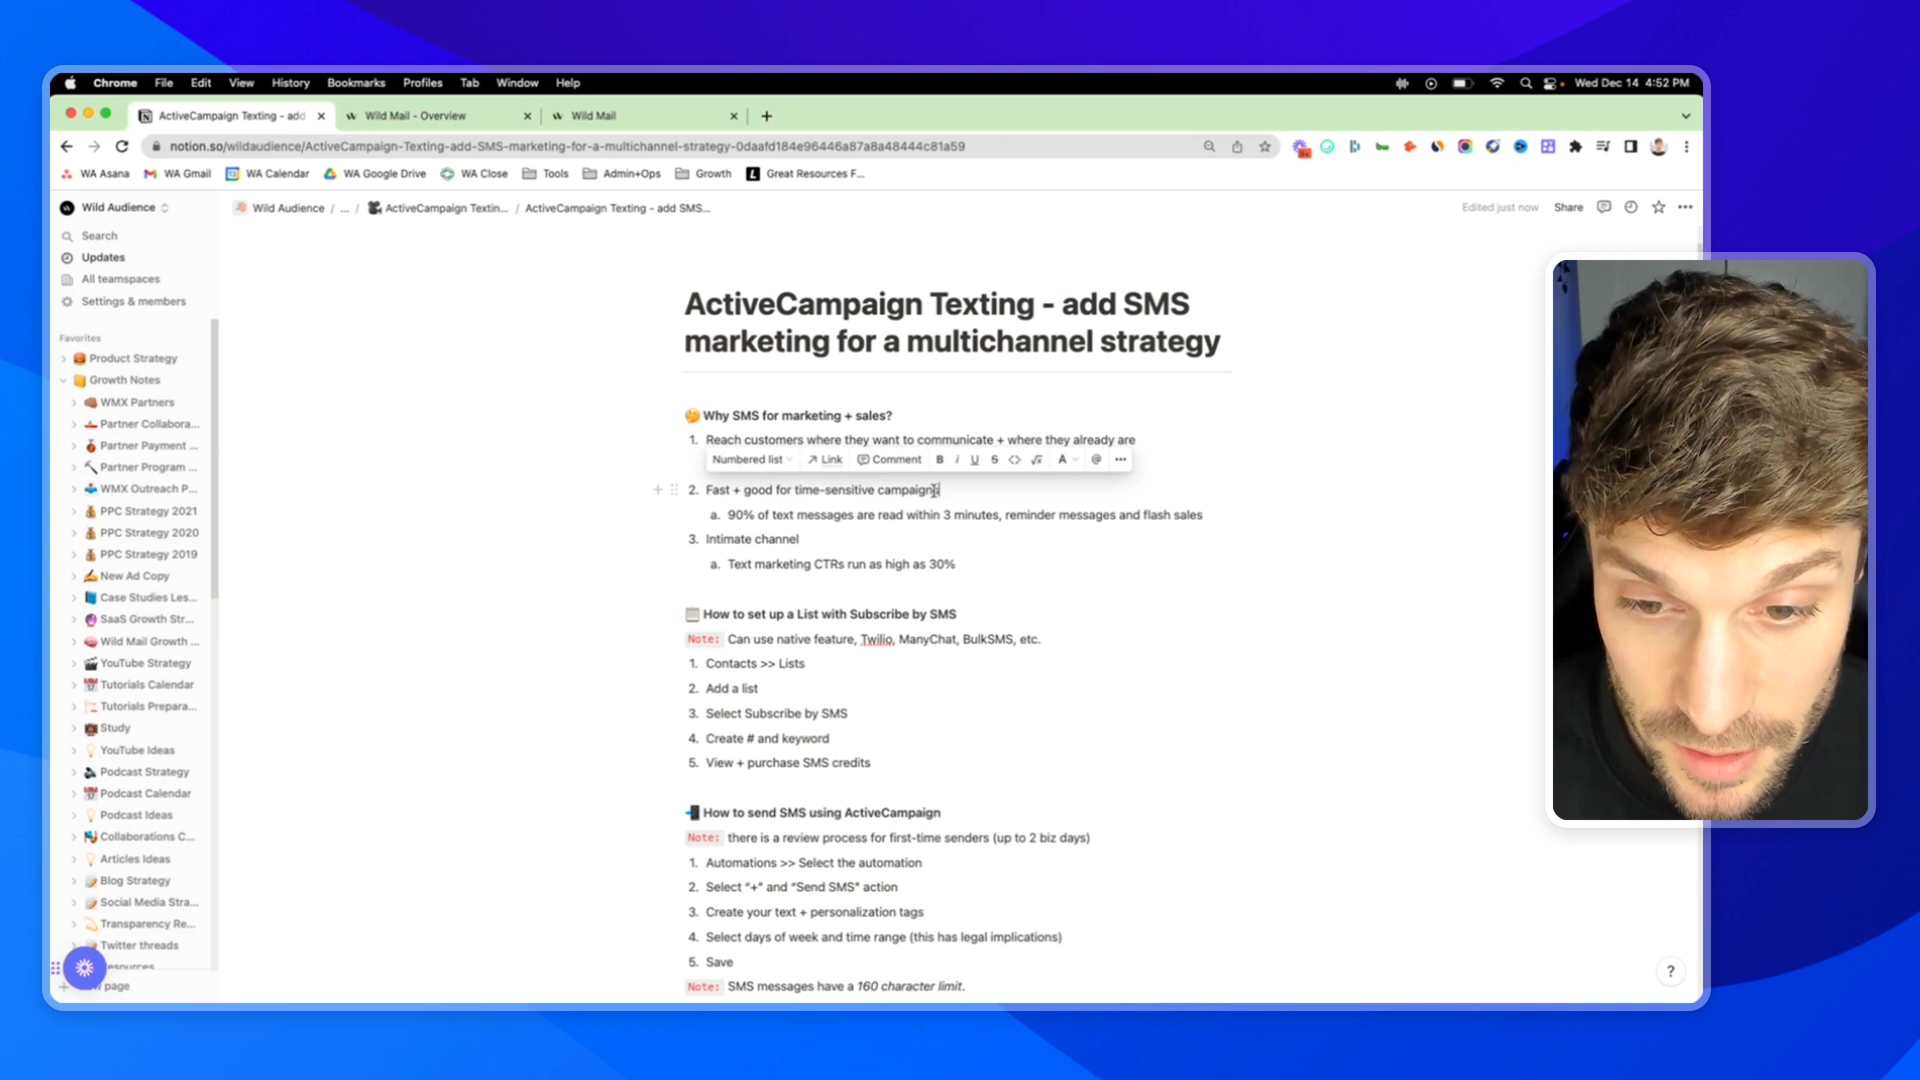 Chrome File Edit View History Bookmarks Profiles Tab Window Help Wed Dec 14 4:52 PM
ActiveCampaign Texting - add Wild Mail - Overview Wild Mail
notion.so/wildaudience/ActiveCampaign-Texting-add-SMS-marketing-for-a-multichannel-strategy-0daafd184e96446a87a8a48444c81a59
WA Asana WA Gmail WA Calendar WA Google Drive WA Close Tools Admin+Ops Growth Great Resources F...
Wild Audience
Wild Audience / ... / ActiveCampaign Textin... / ActiveCampaign Texting - add SMS... Edited just now Share
Search
Updates
All teamspaces
Settings & members
Favorites
Product Strategy
Growth Notes
WMX Partners
Partner Collabora...
Partner Payment ...
Partner Program ...
WMX Outreach P...
PPC Strategy 2021
PPC Strategy 2020
PPC Strategy 2019
New Ad Copy
Case Studies Les...
SaaS Growth Str...
Wild Mail Growth ...
YouTube Strategy
Tutorials Calendar
Tutorials Prepara...
Study
YouTube Ideas
Podcast Strategy
Podcast Calendar
Podcast Ideas
Collaborations C...
Articles Ideas
Blog Strategy
Social Media Stra...
Transparency Re...
Twitter threads
page
ActiveCampaign Texting - add SMS
marketing for a multichannel strategy
Why SMS for marketing + sales?
1. Reach customers where they want to communicate + where they already are
Numbered list Link Comment B i U S A @
2. Fast + good for time-sensitive campaigns
a. 90% of text messages are read within 3 minutes, reminder messages and flash sales
3. Intimate channel
a. Text marketing CTRs run as high as 30%
How to set up a List with Subscribe by SMS
Note: Can use native feature, Twilio, ManyChat, BulkSMS, etc.
1. Contacts >> Lists
2. Add a list
3. Select Subscribe by SMS
4. Create # and keyword
5. View + purchase SMS credits
How to send SMS using ActiveCampaign
Note: there is a review process for first-time senders (up to 2 biz days)
1. Automations >> Select the automation
2. Select "+" and "Send SMS" action
3. Create your text + personalization tags
4. Select days of week and time range (this has legal implications)
5. Save
Note: SMS messages have a 160 character limit.
?